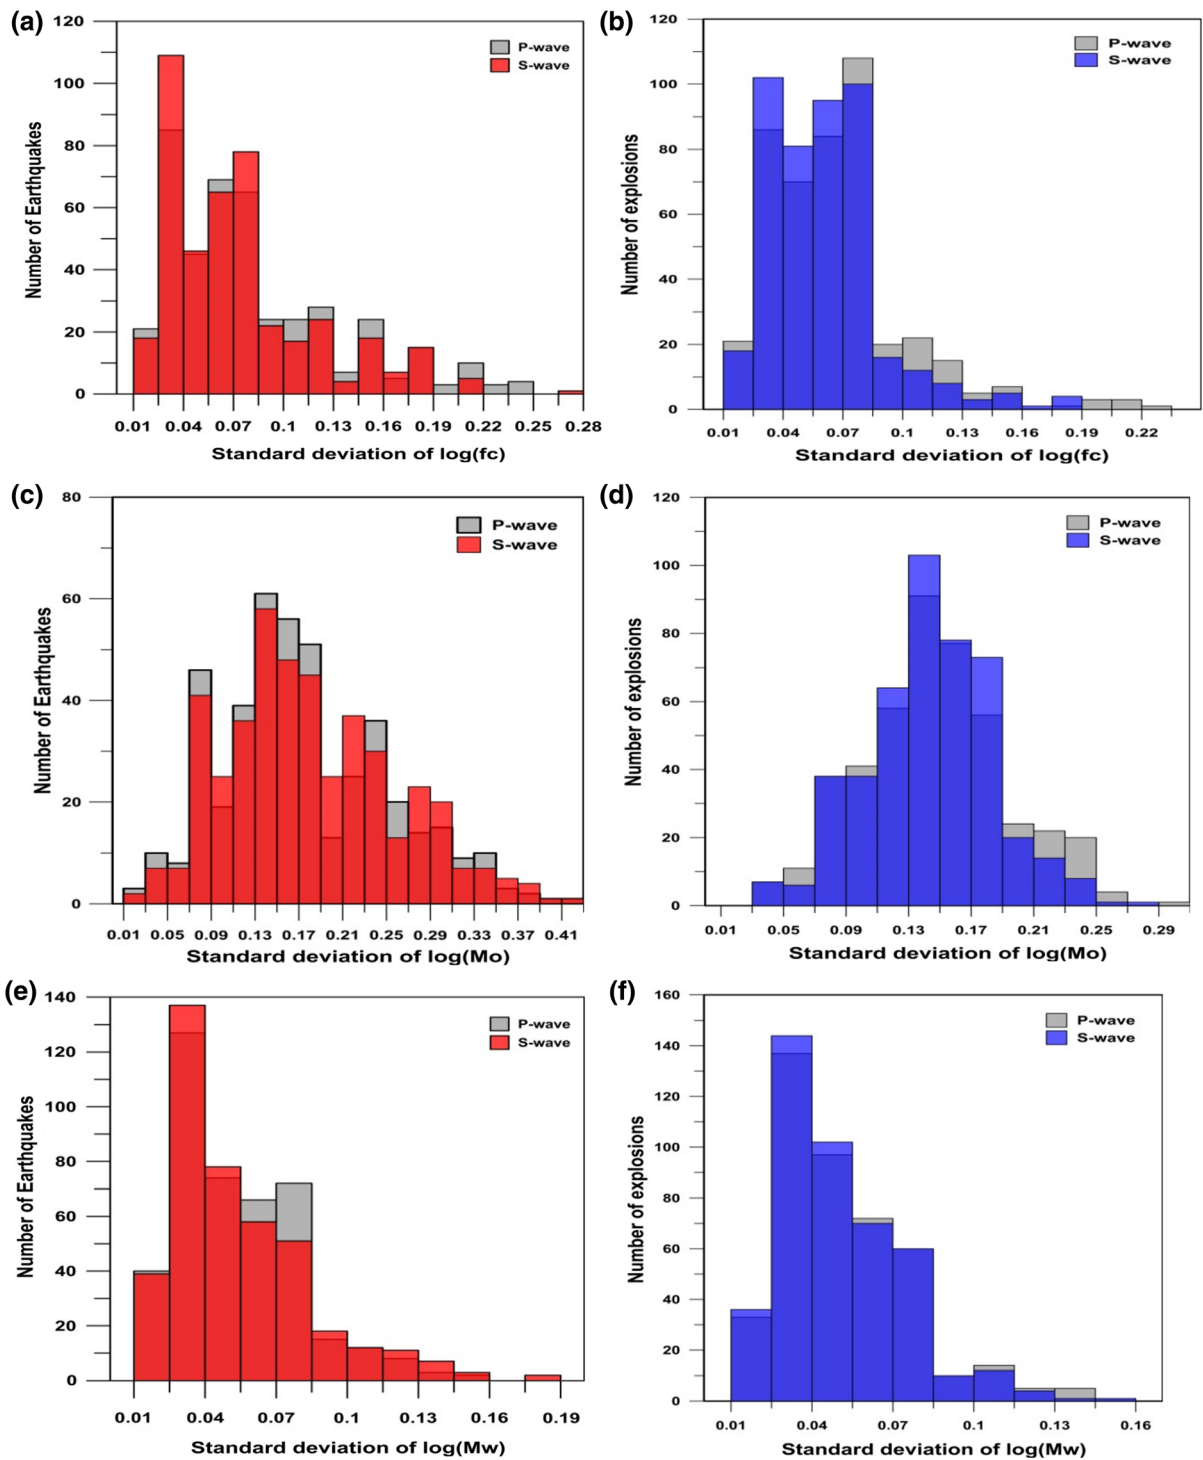 (a)
120
100
80
60
40
20
0
Number of Earthquakes
P-wave
S-wave
0.01 0.04 0.07 0.1 0.13 0.16 0.19 0.22 0.25 0.28
Standard deviation of log(fc)
(b)
120
100
80
60
40
20
0
Number of explosions
P-wave
S-wave
0.01 0.04 0.07 0.1 0.13 0.16 0.19 0.22
Standard deviation of log(fc)
(c)
80
60
40
20
0
Number of Earthquakes
P-wave
S-wave
0.01 0.05 0.09 0.13 0.17 0.21 0.25 0.29 0.33 0.37 0.41
Standard deviation of log(Mo)
(d)
120
100
80
60
40
20
0
Number of explosions
P-wave
S-wave
0.01 0.05 0.09 0.13 0.17 0.21 0.25 0.29
Standard deviation of log(Mo)
(e)
140
120
100
80
60
40
20
0
Number of Earthquakes
P-wave
S-wave
0.01 0.04 0.07 0.1 0.13 0.16 0.19
Standard deviation of log(Mw)
(f)
160
140
120
100
80
60
40
20
0
Number of explosions
P-wave
S-wave
0.01 0.04 0.07 0.1 0.13 0.16
Standard deviation of log(Mw)